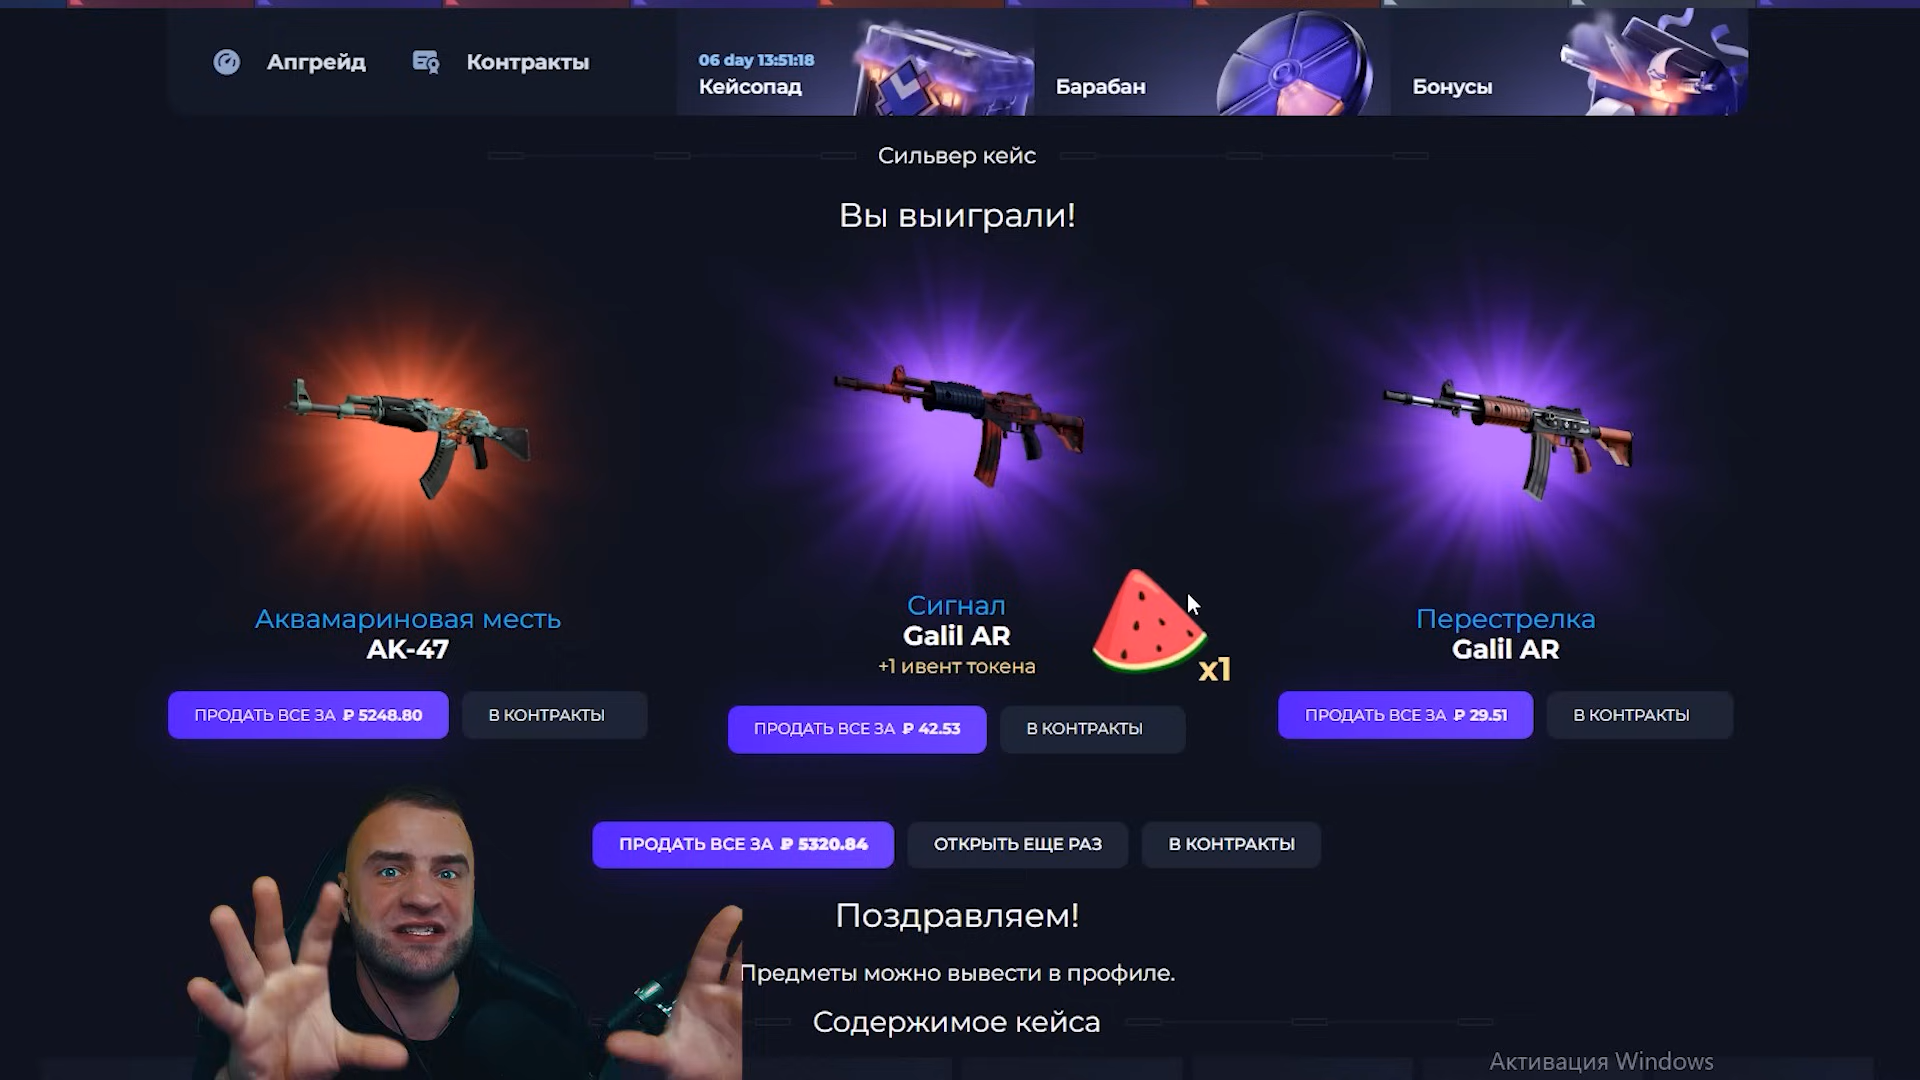 Апгрейд
Контракты
06 day 13:51:18
Кейсопад
Барабан
Бонусы
Сильвер кейс
Вы выиграли!
Аквамариновая месть
AK-47
ПРОДАТЬ ВСЕ ЗА ₽ 5248.80
В КОНТРАКТЫ
Сигнал
Galil AR
+1 ивент токена
x1
ПРОДАТЬ ВСЕ ЗА ₽ 42.53
В КОНТРАКТЫ
Перестрелка
Galil AR
ПРОДАТЬ ВСЕ ЗА ₽ 29.51
В КОНТРАКТЫ
ПРОДАТЬ ВСЕ ЗА ₽ 5320.84
ОТКРЫТЬ ЕЩЕ РАЗ
В КОНТРАКТЫ
Поздравляем!
Предметы можно вывести в профиле.
Содержимое кейса
Активация Windows